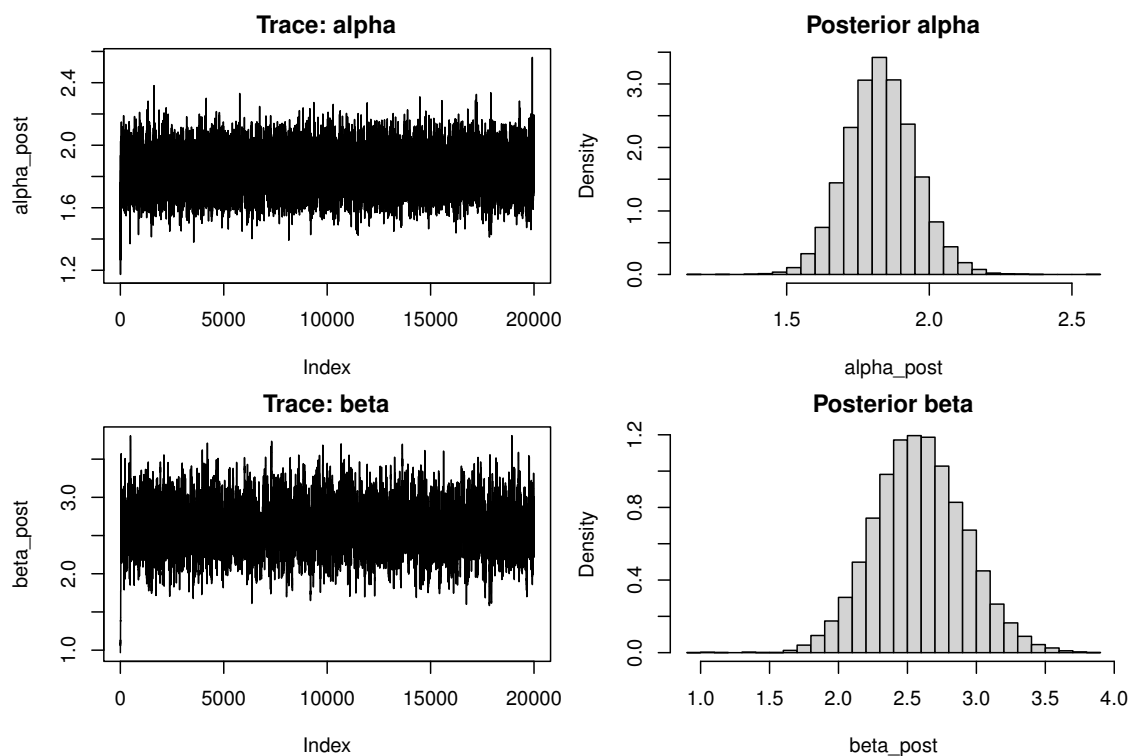 Trace: alpha
alpha_post
1.2 1.6 2.0 2.4
0 5000 10000 15000 20000
Index
Posterior alpha
Density
0.0 1.0 2.0 3.0
1.5 2.0 2.5
alpha_post
Trace: beta
beta_post
1.0 2.0 3.0
0 5000 10000 15000 20000
Index
Posterior beta
Density
0.0 0.4 0.8 1.2
1.0 1.5 2.0 2.5 3.0 3.5 4.0
beta_post